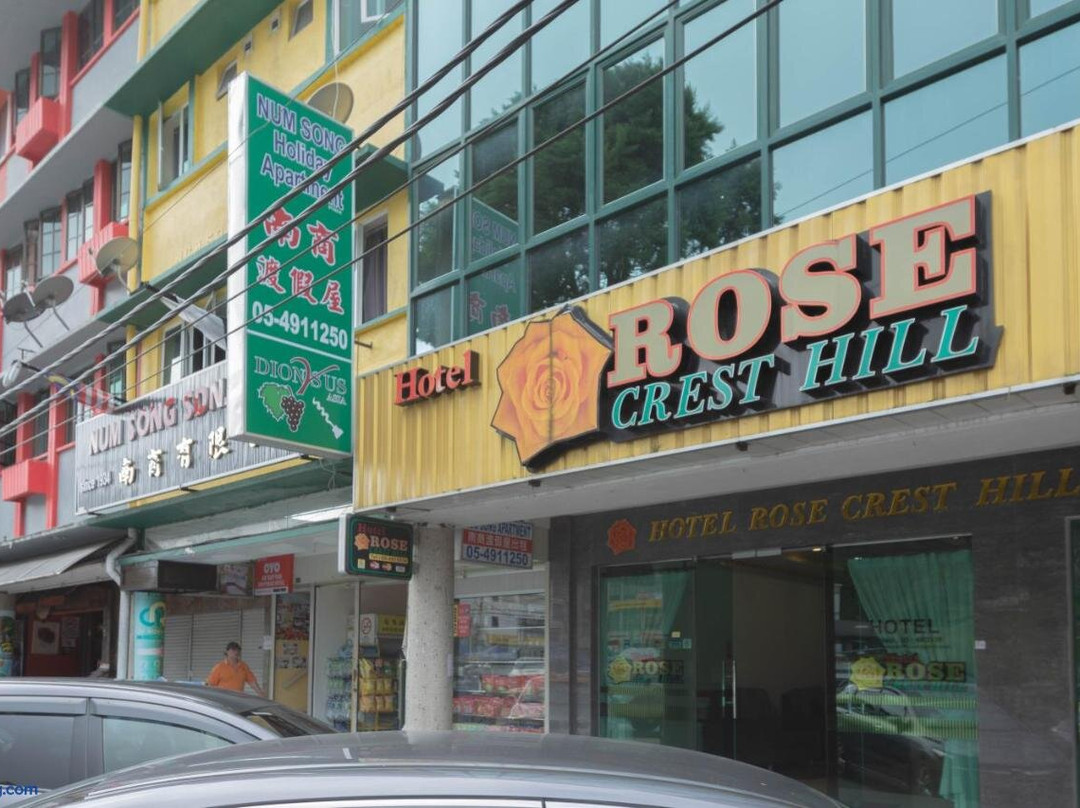 NUM SONG
Holiday
Apartment
南商
渡假屋
05-4911250
DIONYSUS
ASIA
NUM SONG SON
Since 1934
南商有限
Hotel
ROSE
CREST HILL
HOTEL ROSE CREST HILL
Hotel
ROSE
APARTMENT
05-4911250
OYO
HOTEL
ROSE
ROSE
g.com